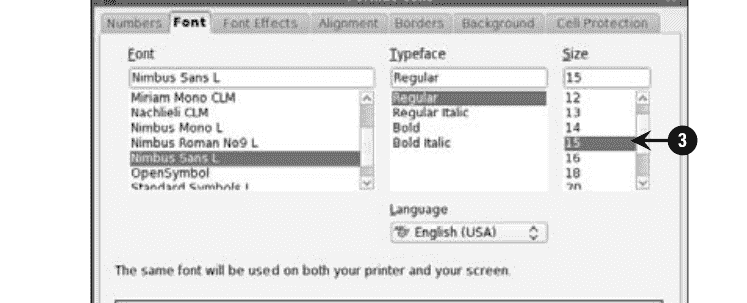 Numbers Font Font Effects Alignment Borders Background Cell Protection
Font Typeface Size
Nimbus Sans L Regular 15
Miriam Mono CLM Regular 12
Nachlieli CLM Regular Italic 13
Nimbus Mono L Bold 14
Nimbus Roman No9 L Bold Italic 15 3
Nimbus Sans L 16
OpenSymbol 18
Standard Symbols L 20
Language
English (USA)
The same font will be used on both your printer and your screen.